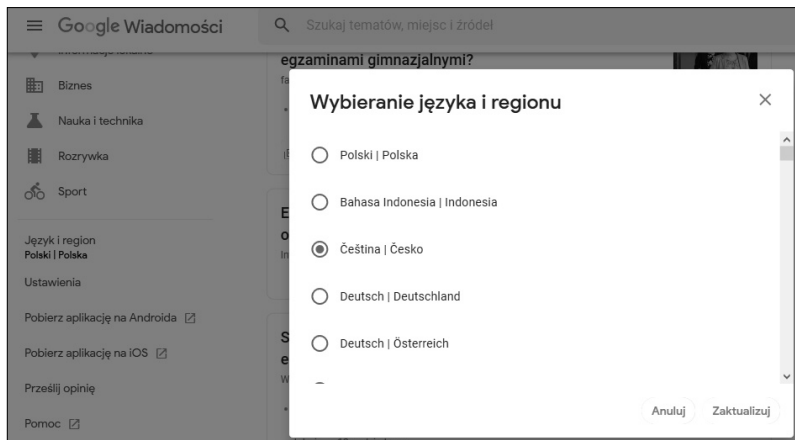 Google Wiadomości
Szukaj tematów, miejsc i źródeł
Biznes
Nauka i technika
Rozrywka
Sport
Język i region
Polski | Polska
Ustawienia
Pobierz aplikację na Androida
Pobierz aplikację na iOS
Prześlij opinię
Pomoc
egzaminami gimnazjalnymi?
Wybieranie języka i regionu
Polski | Polska
Bahasa Indonesia | Indonesia
Čeština | Česko
Deutsch | Deutschland
Deutsch | Österreich
Anuluj
Zaktualizuj